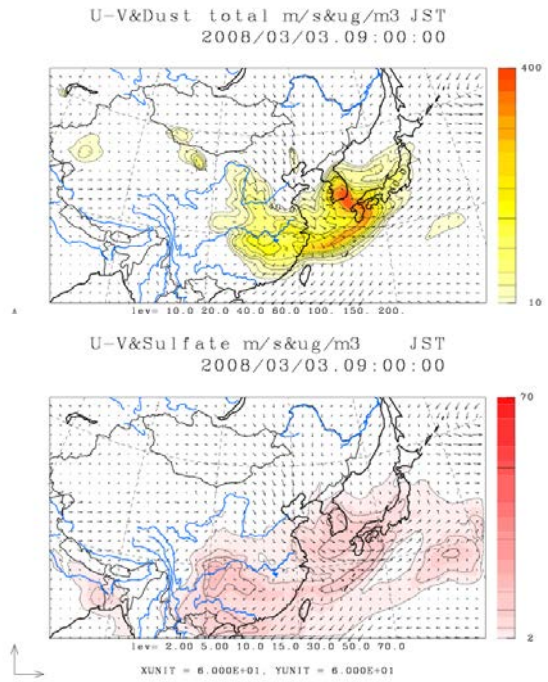 U-V&Dust total m/s&ug/m3 JST
2008/03/03.09:00:00
400
10
lev= 10.0 20.0 40.0 60.0 100. 150. 200.
U-V&Sulfate m/s&ug/m3 JST
2008/03/03.09:00:00
70
2
lev= 2.00 5.00 10.0 15.0 30.0 50.0 70.0
XUNIT = 6.000E+01, YUNIT = 6.000E+01